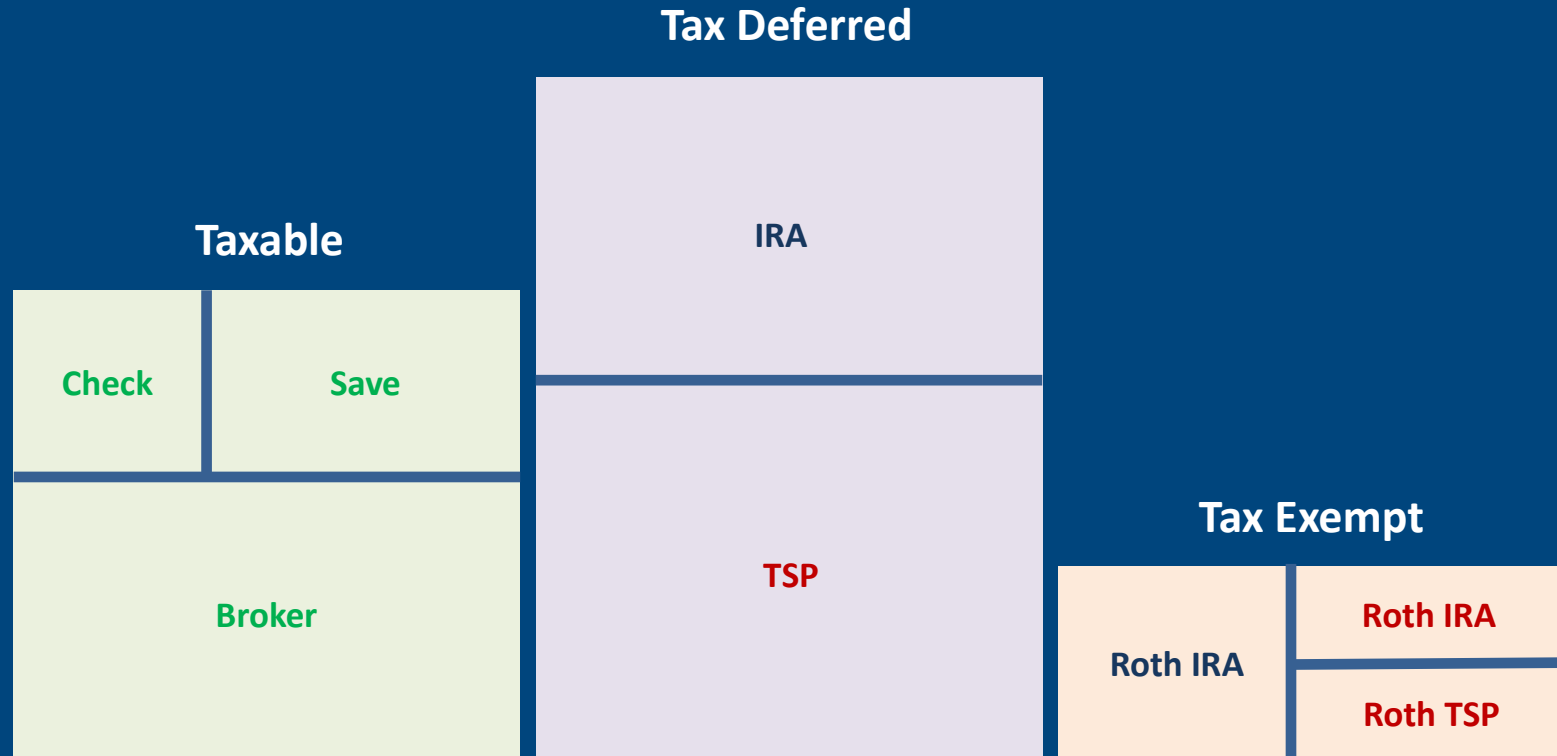 Tax Deferred
Taxable
IRA
Check
Save
Broker
TSP
Tax Exempt
Roth IRA
Roth IRA
Roth TSP